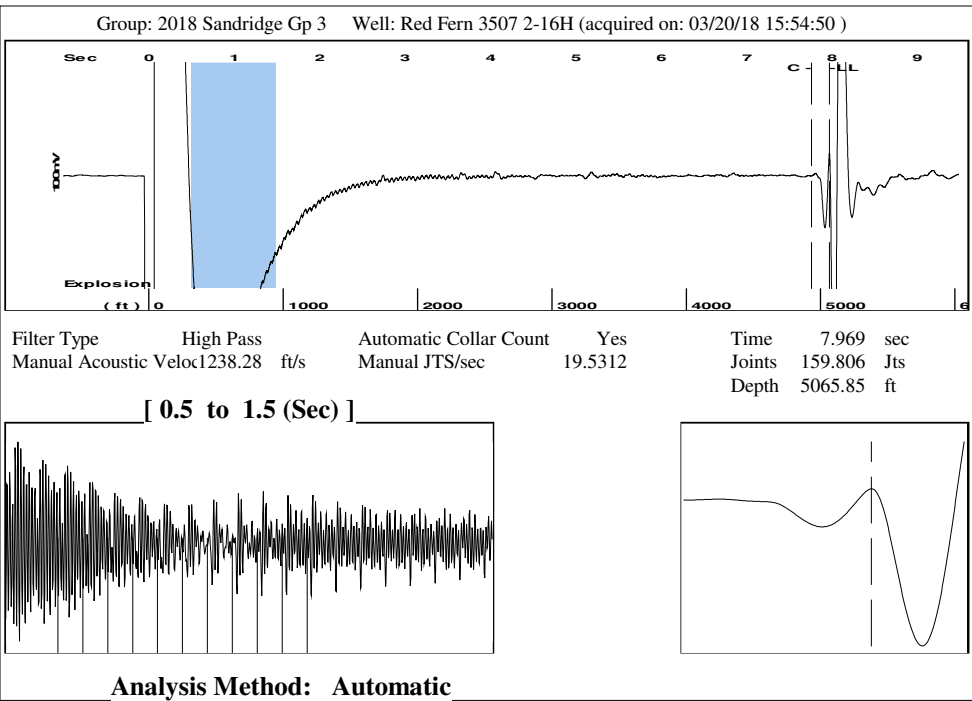 Group: 2018 Sandridge Gp 3 Well: Red Fern 3507 2-16H (acquired on: 03/20/18 15:54:50 )
Sec 0 1 2 3 4 5 6 7 8 9
C LL
100mV
Explosion
( ft ) 0 1000 2000 3000 4000 5000 6
Filter Type High Pass Automatic Collar Count Yes Time 7.969 sec
Manual Acoustic Veloc1238.28 ft/s Manual JTS/sec 19.5312 Joints 159.806 Jts
Depth 5065.85 ft
[ 0.5 to 1.5 (Sec) ]
Analysis Method: Automatic